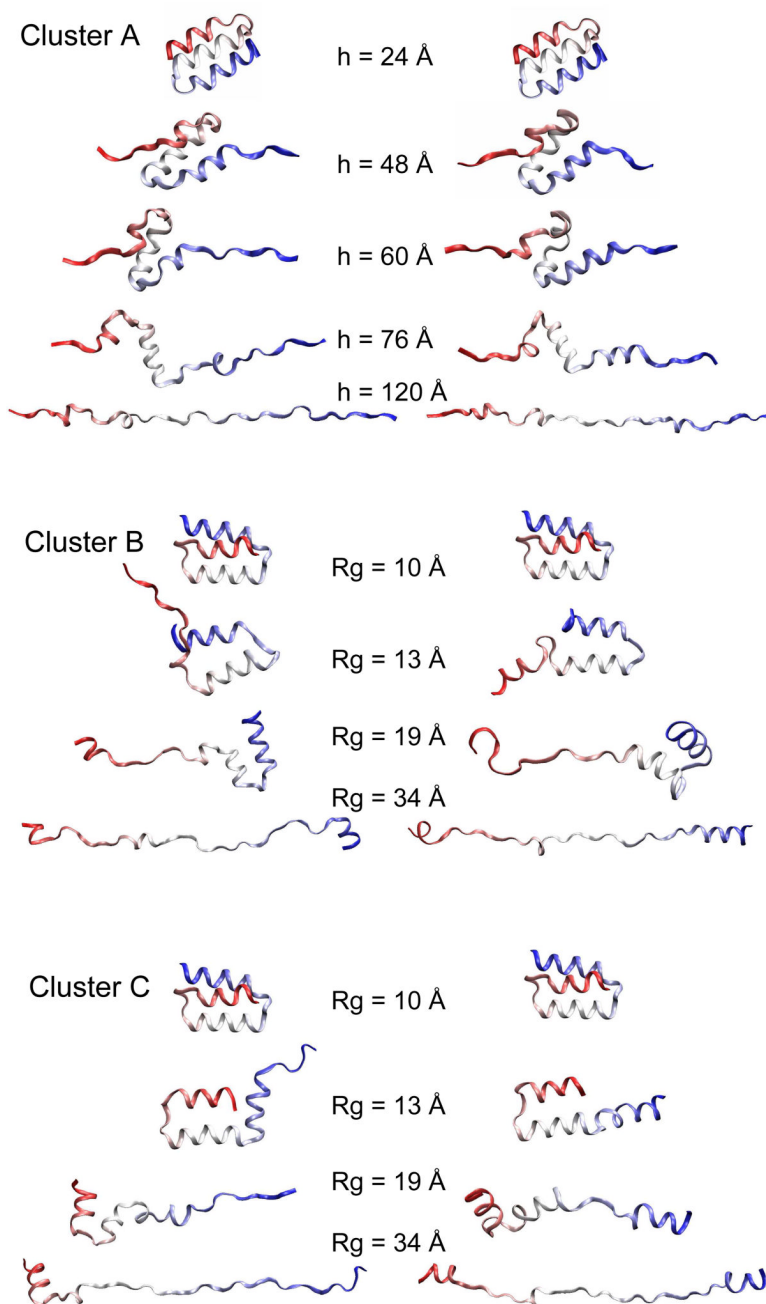 Cluster A
h = 24 Å
h = 48 Å
h = 60 Å
h = 76 Å
h = 120 Å
Cluster B
Rg = 10 Å
Rg = 13 Å
Rg = 19 Å
Rg = 34 Å
Cluster C
Rg = 10 Å
Rg = 13 Å
Rg = 19 Å
Rg = 34 Å